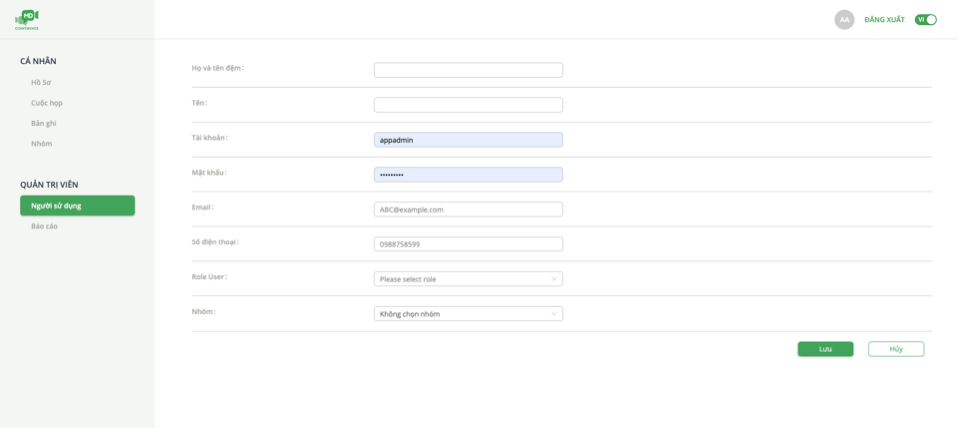 MD
CONFERENCE
AA
ĐĂNG XUẤT
VI
CÁ NHÂN
Hồ Sơ
Cuộc họp
Bản ghi
Nhóm
QUẢN TRỊ VIÊN
Người sử dụng
Báo cáo
Họ và tên đệm:
Tên:
Tài khoản:
appadmin
Mật khẩu:
•••••••••
Email:
ABC@example.com
Số điện thoại:
0988758599
Role User:
Please select role
Nhóm:
Không chọn nhóm
Lưu
Hủy